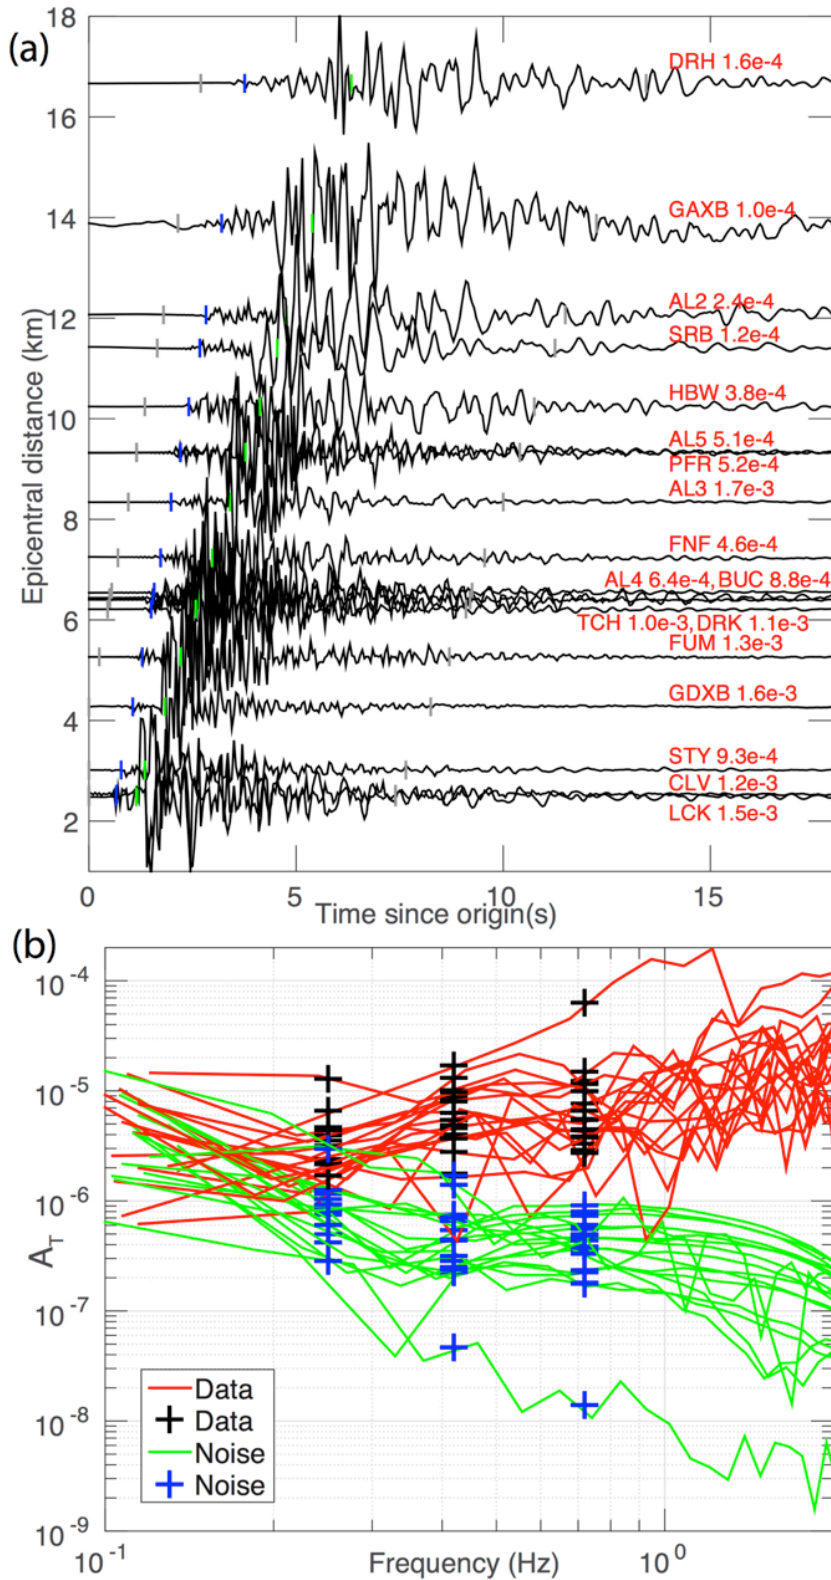 (a)
18
16
14
12
10
8
6
4
2
Epicentral distance (km)
DRH 1.6e-4
GAXB 1.0e-4
AL2 2.4e-4
SRB 1.2e-4
HBW 3.8e-4
AL5 5.1e-4
PFR 5.2e-4
AL3 1.7e-3
FNF 4.6e-4
AL4 6.4e-4, BUC 8.8e-4
TCH 1.0e-3, DRK 1.1e-3
FUM 1.3e-3
GDXB 1.6e-3
STY 9.3e-4
CLV 1.2e-3
LCK 1.5e-3
0 5 10 15
Time since origin(s)
(b)
10^-4
10^-5
10^-6
10^-7
10^-8
10^-9
A_T
Data
Data
Noise
Noise
10^-1 10^0
Frequency (Hz)